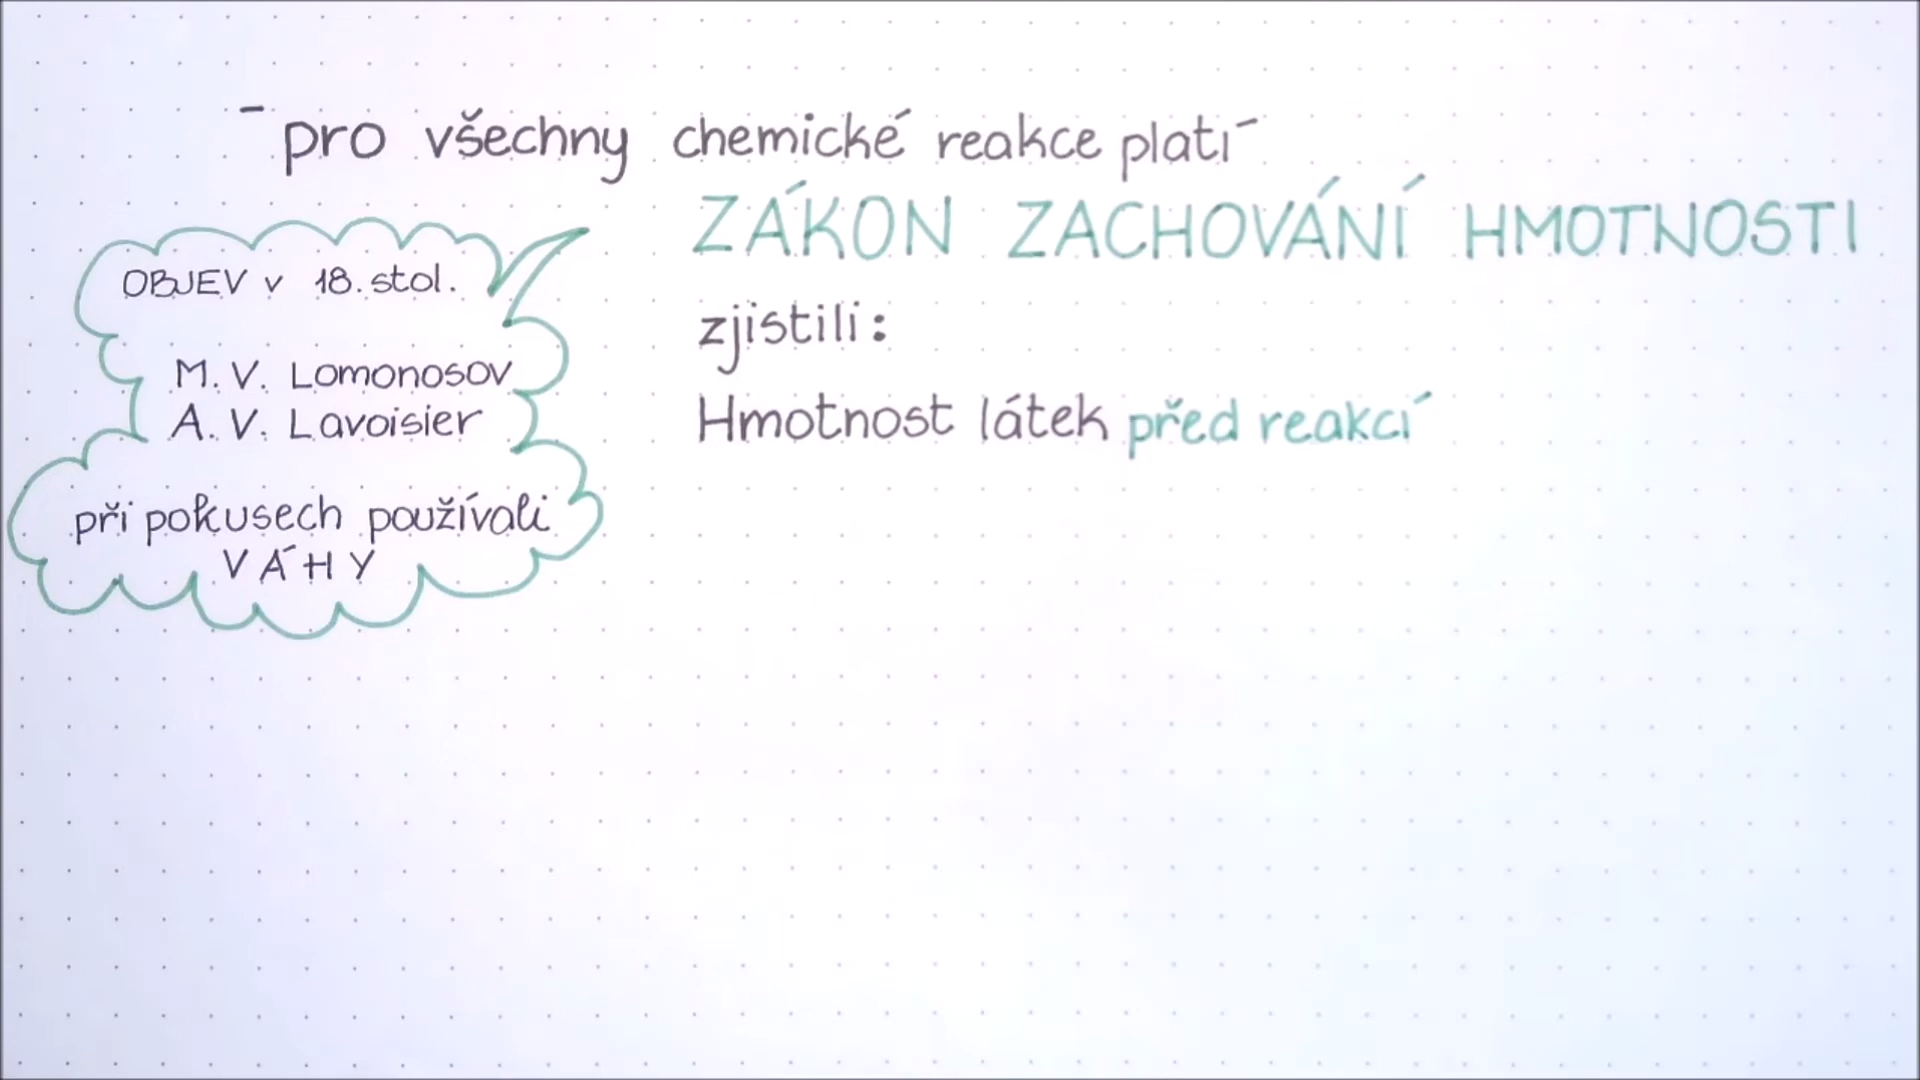 - pro všechny chemické reakce platí
ZÁKON ZACHOVÁNÍ HMOTNOSTI
OBJEV v 18. stol.
M. V. Lomonosov
A. V. Lavoisier
při pokusech používali
VÁHY
zjistili:
Hmotnost látek před reakcí